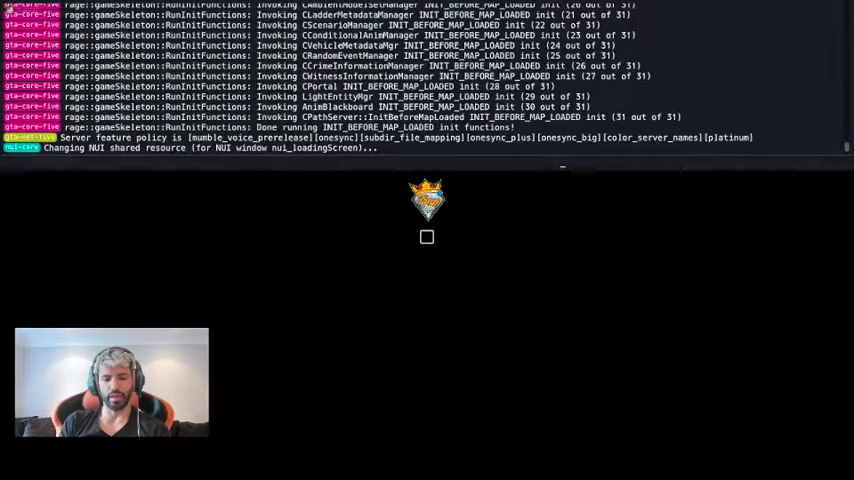 gta-core-five rage::gameSkeleton::RunInitFunctions: Invoking CAmbientModelSetManager INIT_BEFORE_MAP_LOADED init (20 out of 31)
gta-core-five rage::gameSkeleton::RunInitFunctions: Invoking CLadderMetadataManager INIT_BEFORE_MAP_LOADED init (21 out of 31)
gta-core-five rage::gameSkeleton::RunInitFunctions: Invoking CScenarioManager INIT_BEFORE_MAP_LOADED init (22 out of 31)
gta-core-five rage::gameSkeleton::RunInitFunctions: Invoking CConditionalAnimManager INIT_BEFORE_MAP_LOADED init (23 out of 31)
gta-core-five rage::gameSkeleton::RunInitFunctions: Invoking CVehicleMetadataMgr INIT_BEFORE_MAP_LOADED init (24 out of 31)
gta-core-five rage::gameSkeleton::RunInitFunctions: Invoking CRandomEventManager INIT_BEFORE_MAP_LOADED init (25 out of 31)
gta-core-five rage::gameSkeleton::RunInitFunctions: Invoking CCrimeInformationManager INIT_BEFORE_MAP_LOADED init (26 out of 31)
gta-core-five rage::gameSkeleton::RunInitFunctions: Invoking CWitnessInformationManager INIT_BEFORE_MAP_LOADED init (27 out of 31)
gta-core-five rage::gameSkeleton::RunInitFunctions: Invoking CPortal INIT_BEFORE_MAP_LOADED init (28 out of 31)
gta-core-five rage::gameSkeleton::RunInitFunctions: Invoking LightEntityMgr INIT_BEFORE_MAP_LOADED init (29 out of 31)
gta-core-five rage::gameSkeleton::RunInitFunctions: Invoking AnimBlackboard INIT_BEFORE_MAP_LOADED init (30 out of 31)
gta-core-five rage::gameSkeleton::RunInitFunctions: Invoking CPathServer::InitBeforeMapLoaded INIT_BEFORE_MAP_LOADED init (31 out of 31)
gta-core-five rage::gameSkeleton::RunInitFunctions: Done running INIT_BEFORE_MAP_LOADED init functions!
gta-net-five Server feature policy is [mumble_voice_prerelease][onesync][subdir_file_mapping][onesync_plus][onesync_big][color_server_names][platinum]
nui-core Changing NUI shared resource (for NUI window nui_loadingScreen)...